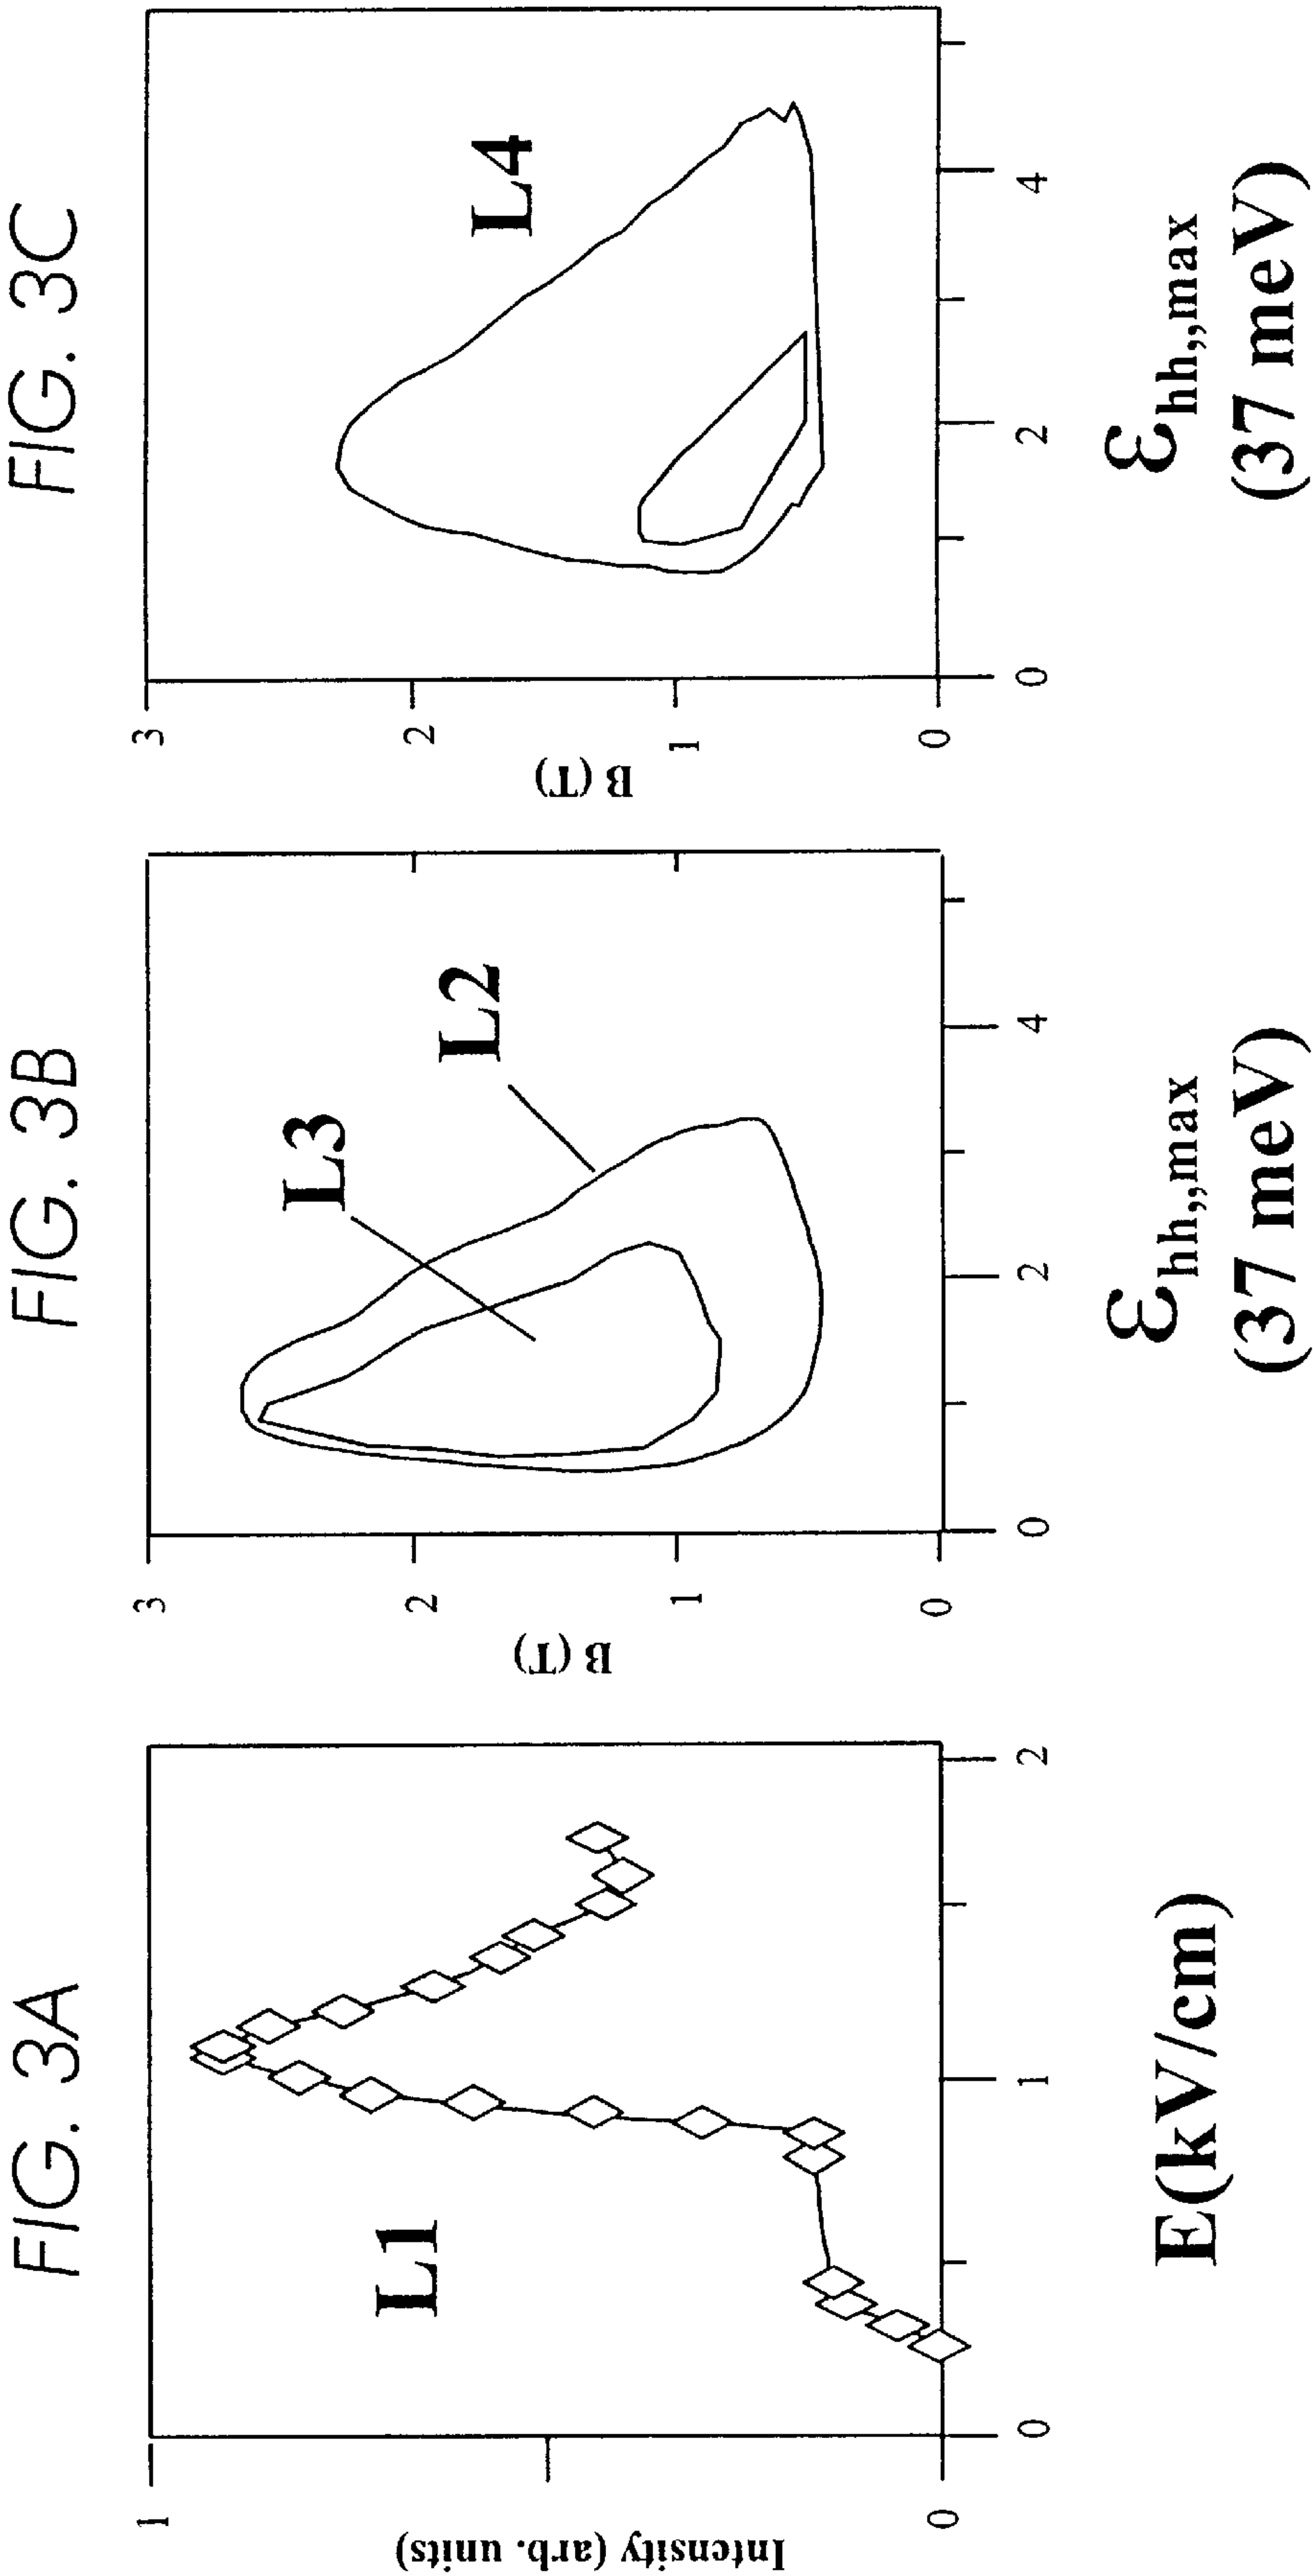 FIG. 3A
1
0
Intensity (arb. units)
L1
0
1
2
E(kV/cm)
FIG. 3B
3
2
1
0
B (T)
L3
L2
0
2
4
εhh,,max
(37 meV)
FIG. 3C
3
2
1
0
B (T)
L4
0
2
4
εhh,,max
(37 meV)